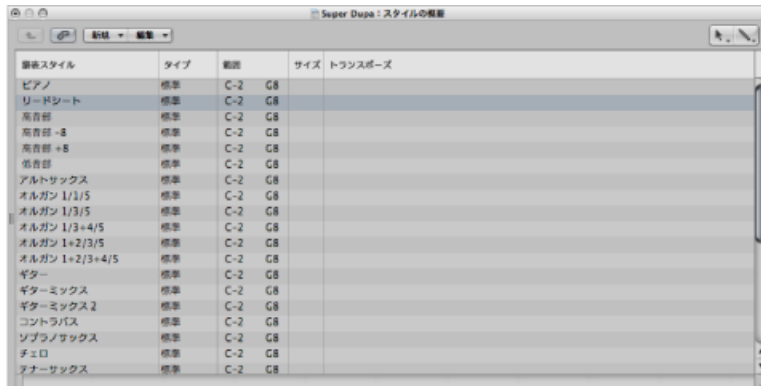 Super Dupa：スタイルの概要
新規 編集
譜表スタイル タイプ 範囲 サイズ トランスポーズ
ピアノ 標準 C-2 G8
リードシート 標準 C-2 G8
高音部 標準 C-2 G8
高音部 -8 標準 C-2 G8
高音部 +8 標準 C-2 G8
低音部 標準 C-2 G8
アルトサックス 標準 C-2 G8
オルガン 1/1/5 標準 C-2 G8
オルガン 1/3/5 標準 C-2 G8
オルガン 1/3+4/5 標準 C-2 G8
オルガン 1+2/3/5 標準 C-2 G8
オルガン 1+2/3+4/5 標準 C-2 G8
ギター 標準 C-2 G8
ギターミックス 標準 C-2 G8
ギターミックス 2 標準 C-2 G8
コントラバス 標準 C-2 G8
ソプラノサックス 標準 C-2 G8
チェロ 標準 C-2 G8
テナーサックス 標準 C-2 G8